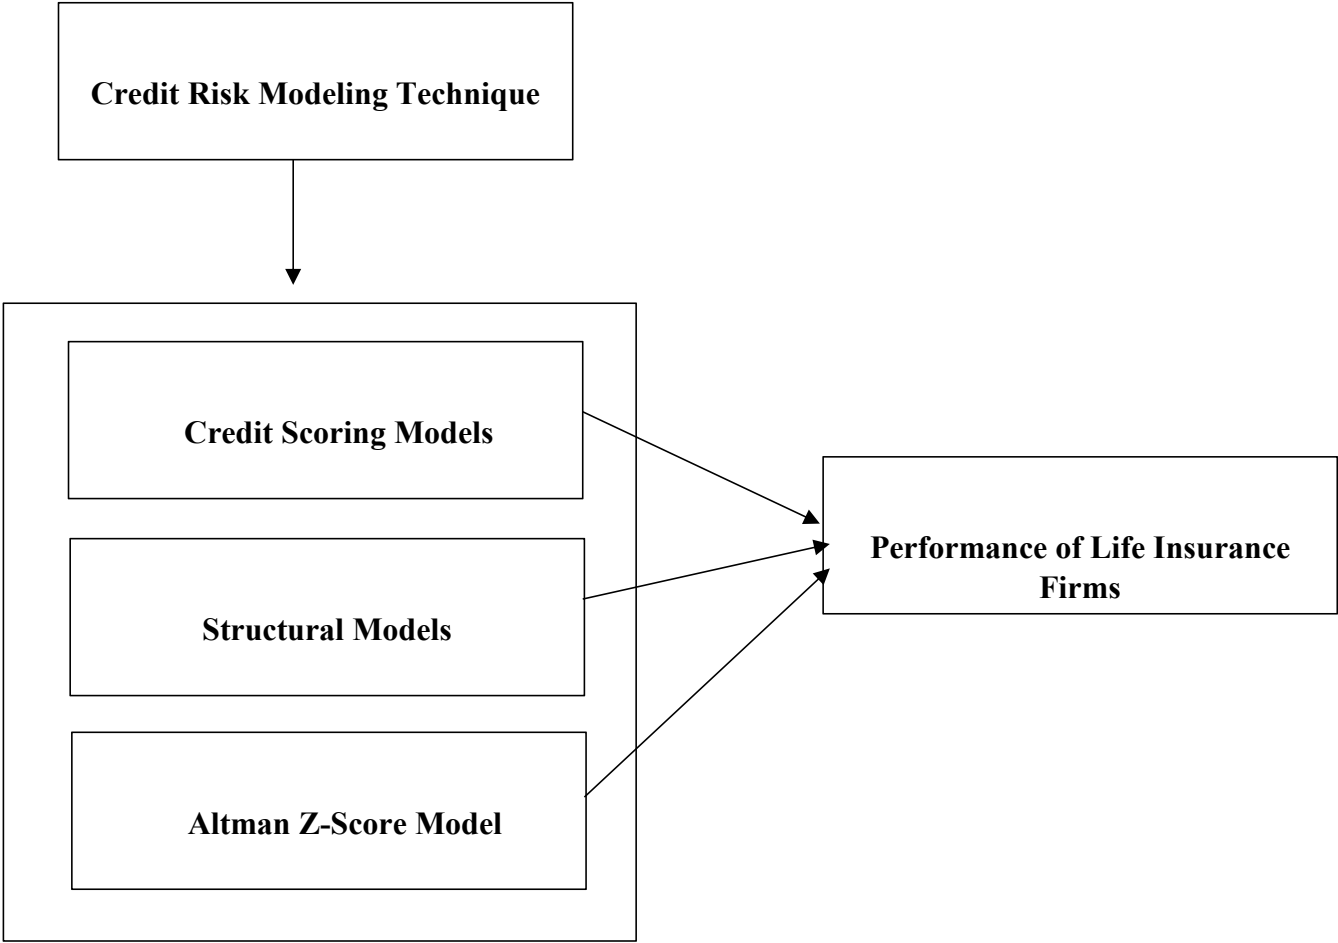 Credit Risk Modeling Technique
Credit Scoring Models
Structural Models
Altman Z-Score Model
Performance of Life Insurance
Firms